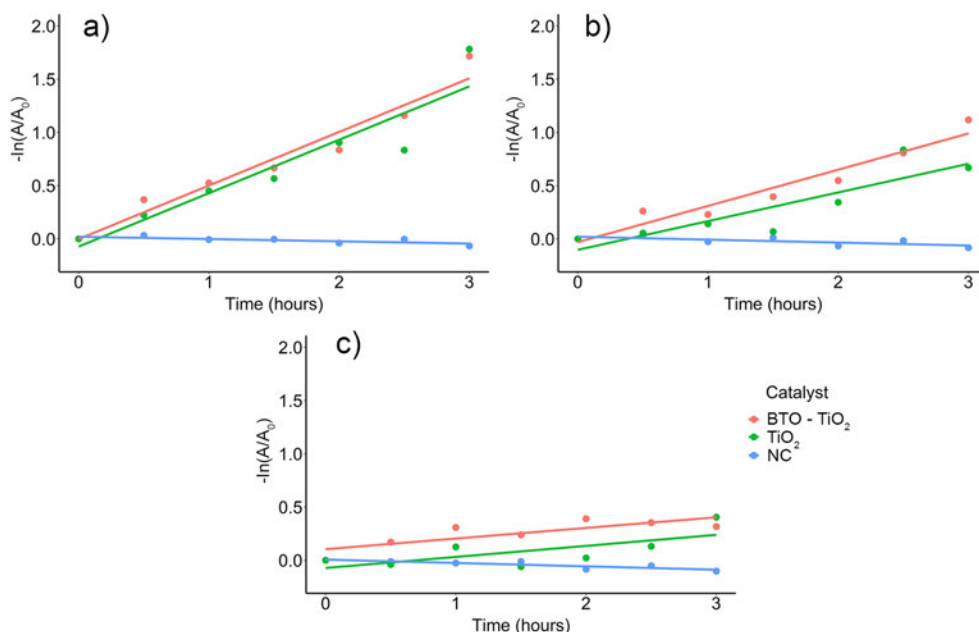 a)
2.0
1.5
1.0
0.5
0.0
-ln(A/A₀)
0 1 2 3
Time (hours)
b)
2.0
1.5
1.0
0.5
0.0
-ln(A/A₀)
0 1 2 3
Time (hours)
c)
2.0
1.5
1.0
0.5
0.0
-ln(A/A₀)
0 1 2 3
Time (hours)
Catalyst
BTO - TiO₂
TiO₂
NC